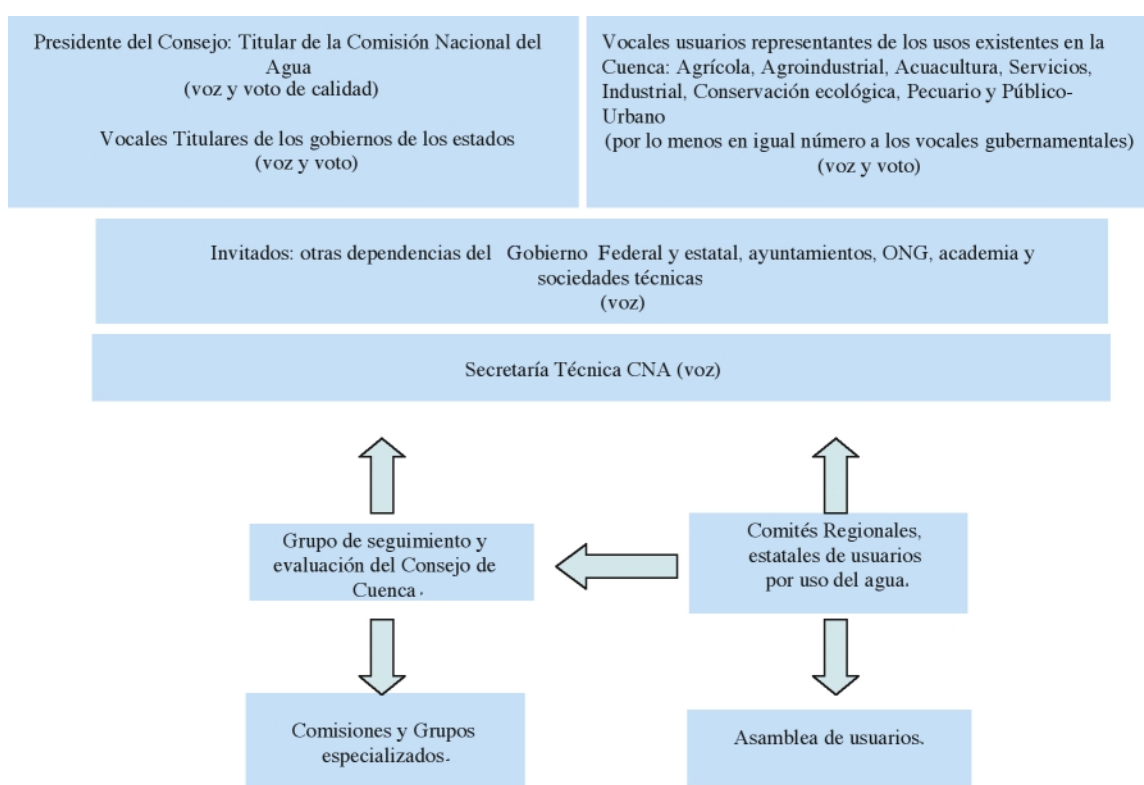 Presidente del Consejo: Titular de la Comisión Nacional del
Agua
(voz y voto de calidad)
Vocales Titulares de los gobiernos de los estados
(voz y voto)
Vocales usuarios representantes de los usos existentes en la
Cuenca: Agrícola, Agroindustrial, Acuacultura, Servicios,
Industrial, Conservación ecológica, Pecuario y Público-
Urbano
(por lo menos en igual número a los vocales gubernamentales)
(voz y voto)
Invitados: otras dependencias del Gobierno Federal y estatal, ayuntamientos, ONG, academia y
sociedades técnicas
(voz)
Secretaría Técnica CNA (voz)
Grupo de seguimiento y
evaluación del Consejo de
Cuenca.
Comités Regionales,
estatales de usuarios
por uso del agua.
Comisiones y Grupos
especializados.
Asamblea de usuarios.